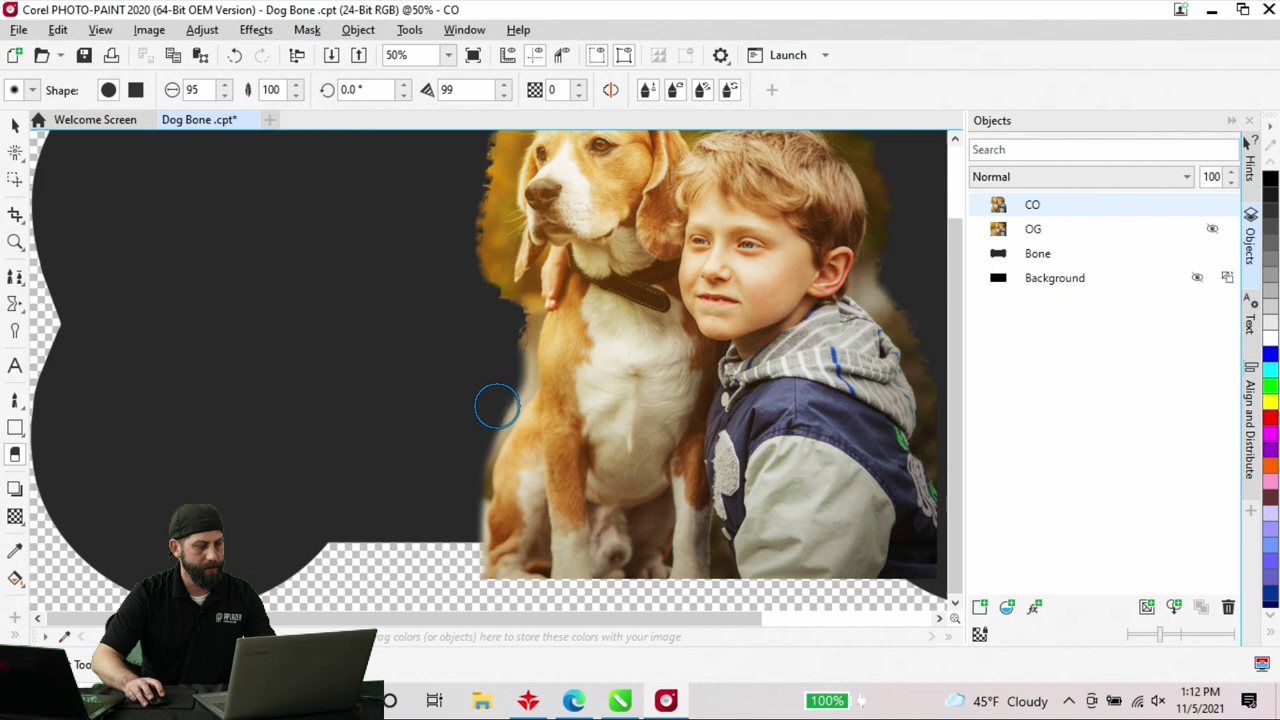 Corel PHOTO-PAINT 2020 (64-Bit OEM Version) - Dog Bone .cpt (24-Bit RGB) @50% - CO
File Edit View Image Adjust Effects Mask Object Tools Window Help
50% Launch
Shape: 95 100 0.0 ° 99 0
Welcome Screen Dog Bone .cpt* Objects
Search
Normal 100
CO
OG
Bone
Background
Hints
Objects
Text
Align and Distribute
ag colors (or objects) here to store these colors with your image
Too
Lenovo
100% 45°F Cloudy 1:12 PM
11/5/2021